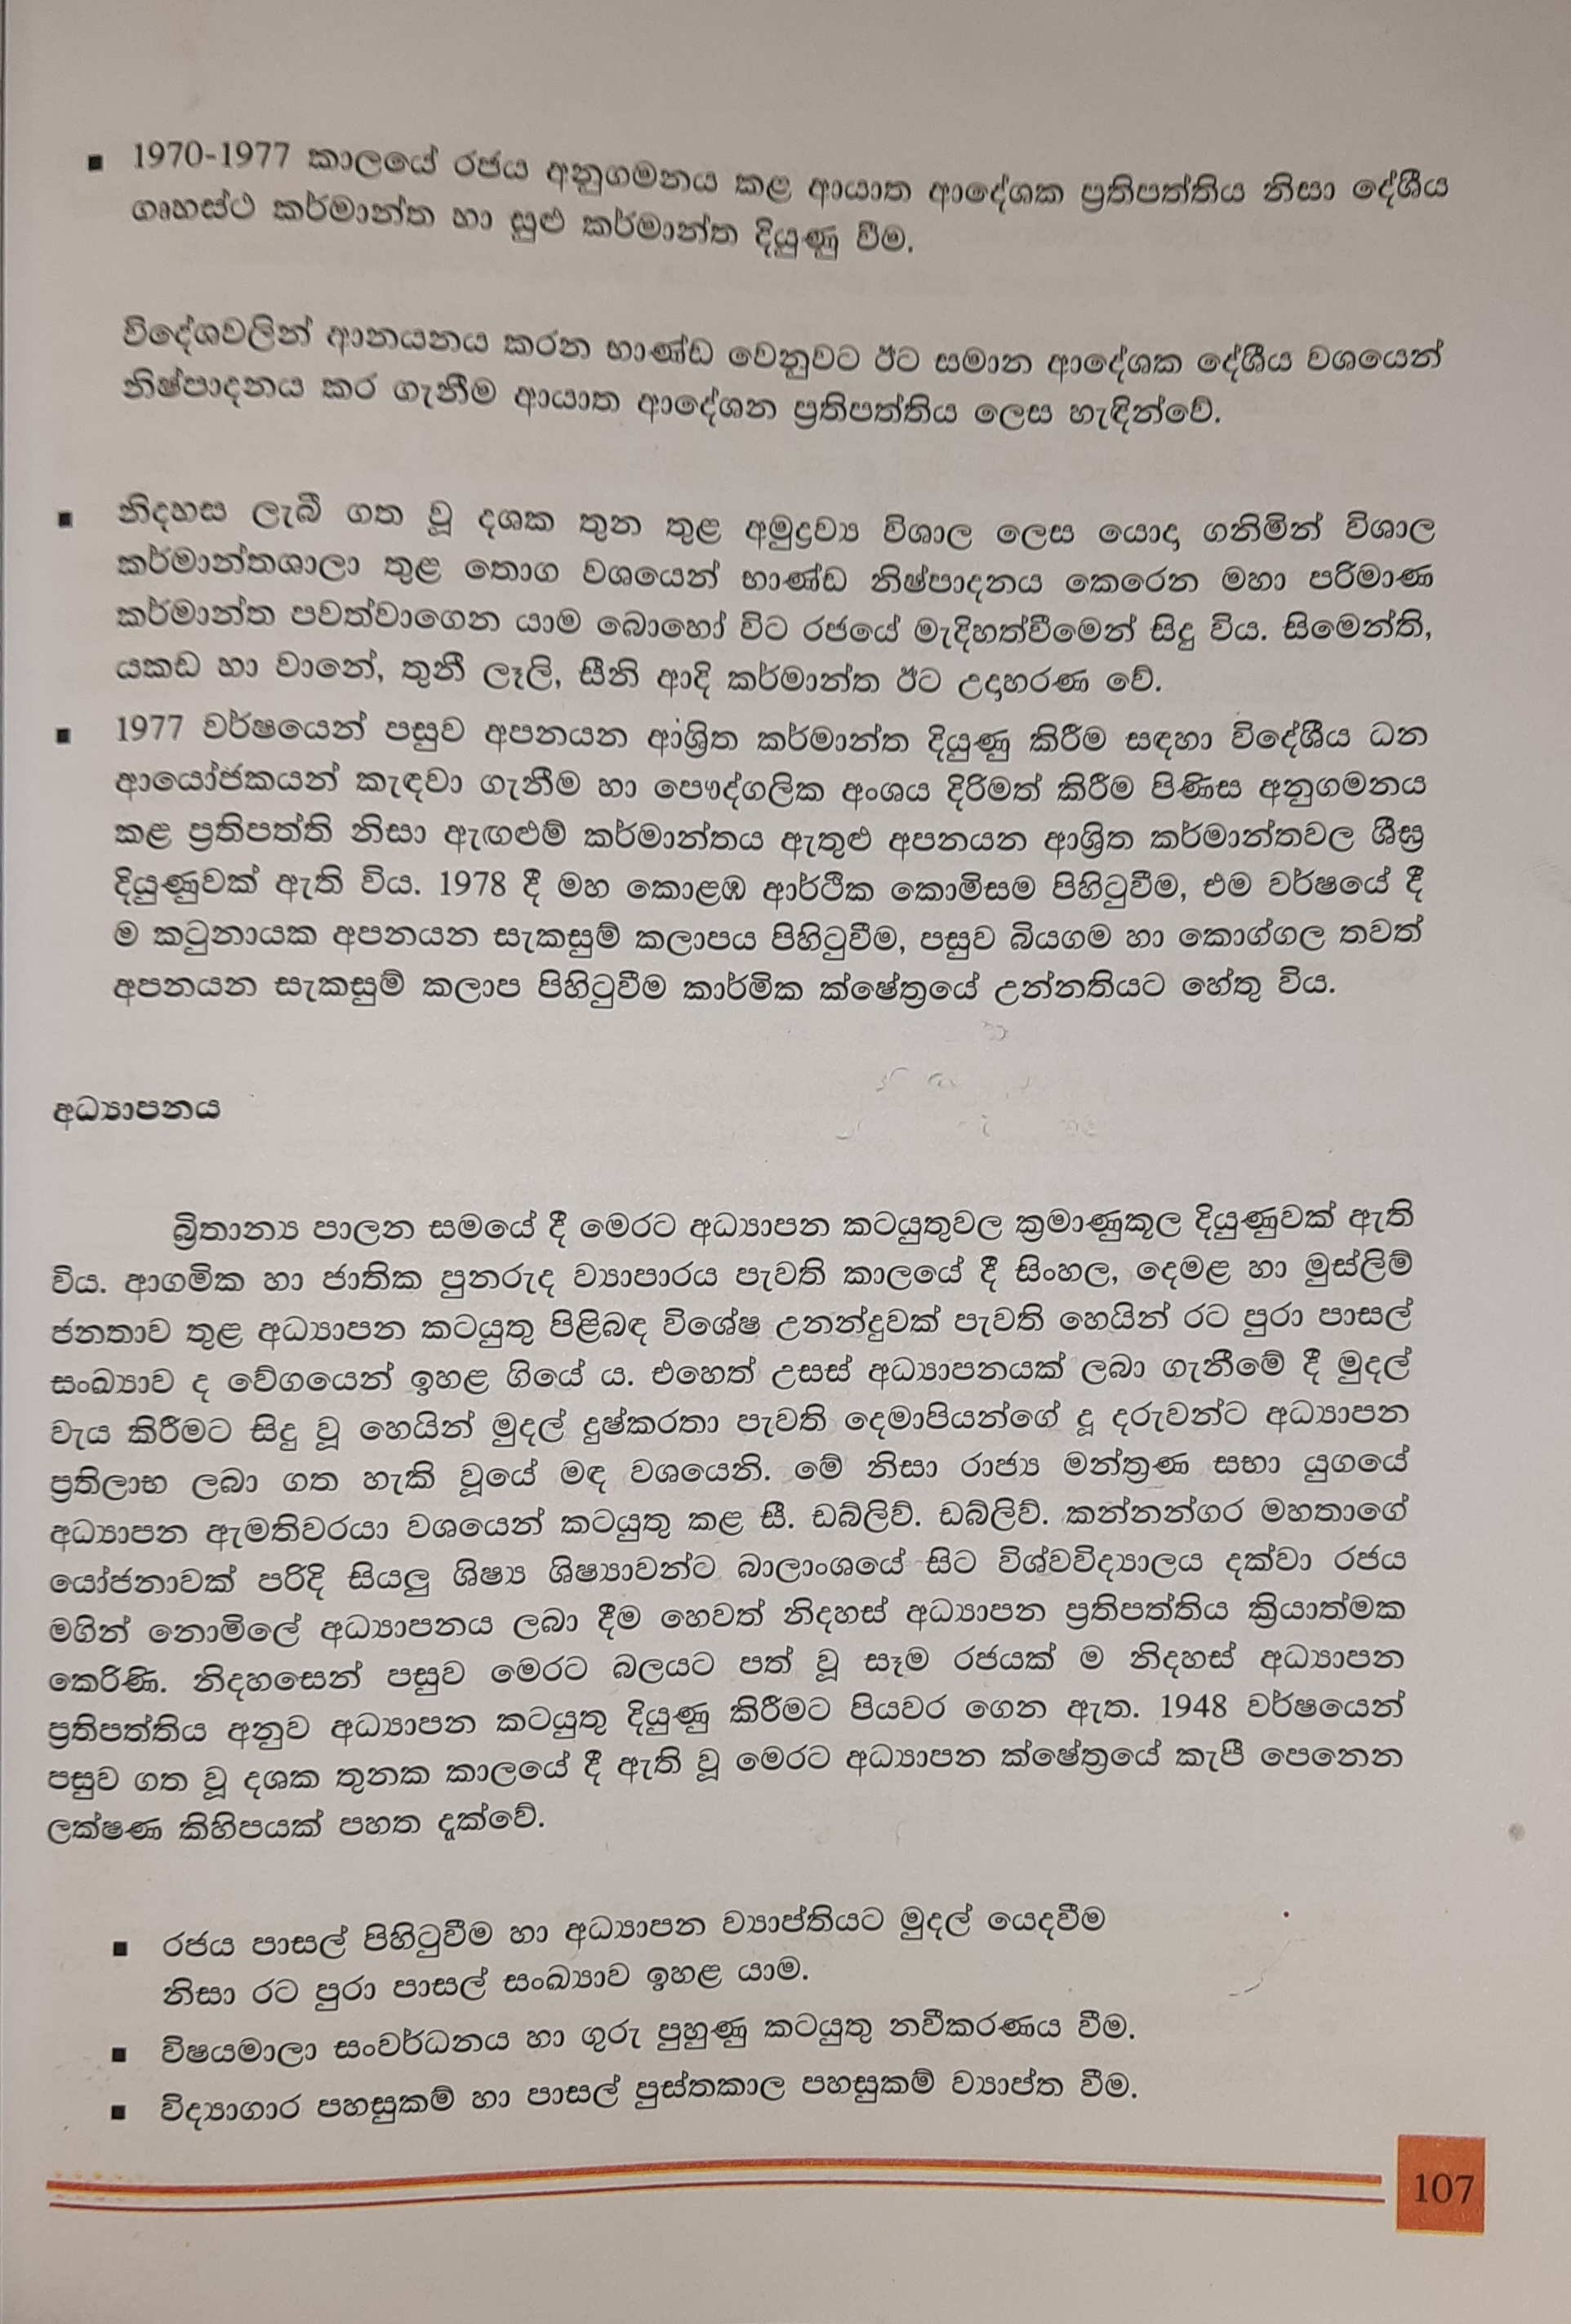 ▪ 1970-1977 කාලයේ රජය අනුගමනය කළ ආයාත ආදේශක ප්‍රතිපත්තිය නිසා දේශීය
ගෘහස්ථ කර්මාන්ත හා සුළු කර්මාන්ත දියුණු වීම.
විදේශවලින් ආනයනය කරන භාණ්ඩ වෙනුවට ඊට සමාන ආදේශක දේශීය වශයෙන්
නිෂ්පාදනය කර ගැනීම ආයාත ආදේශන ප්‍රතිපත්තිය ලෙස හැඳින්වේ.
▪ නිදහස ලැබී ගත වූ දශක තුන තුළ අමුද්‍රව්‍ය විශාල ලෙස යොදා ගනිමින් විශාල
කර්මාන්තශාලා තුළ තොග වශයෙන් භාණ්ඩ නිෂ්පාදනය කෙරෙන මහා පරිමාණ
කර්මාන්ත පවත්වාගෙන යාම බොහෝ විට රජයේ මැදිහත්වීමෙන් සිදු විය. සිමෙන්ති,
යකඩ හා වානේ, තුනී ලෑලි, සීනි ආදි කර්මාන්ත ඊට උදාහරණ වේ.
▪ 1977 වර්ෂයෙන් පසුව අපනයන ආශ්‍රිත කර්මාන්ත දියුණු කිරීම සඳහා විදේශීය ධන
ආයෝජකයන් කැඳවා ගැනීම හා පෞද්ගලික අංශය දිරිමත් කිරීම පිණිස අනුගමනය
කළ ප්‍රතිපත්ති නිසා ඇඟළුම් කර්මාන්තය ඇතුළු අපනයන ආශ්‍රිත කර්මාන්තවල ශීඝ්‍ර
දියුණුවක් ඇති විය. 1978 දී මහ කොළඹ ආර්ථික කොමිසම පිහිටුවීම, එම වර්ෂයේ දී
ම කටුනායක අපනයන සැකසුම් කලාපය පිහිටුවීම, පසුව බියගම හා කොග්ගල තවත්
අපනයන සැකසුම් කලාප පිහිටුවීම කාර්මික ක්ෂේත්‍රයේ උන්නතියට හේතු විය.
අධ්‍යාපනය
බ්‍රිතාන්‍ය පාලන සමයේ දී මෙරට අධ්‍යාපන කටයුතුවල ක්‍රමාණුකූල දියුණුවක් ඇති
විය. ආගමික හා ජාතික පුනරුද ව්‍යාපාරය පැවති කාලයේ දී සිංහල, දෙමළ හා මුස්ලිම්
ජනතාව තුළ අධ්‍යාපන කටයුතු පිළිබඳ විශේෂ උනන්දුවක් පැවති හෙයින් රට පුරා පාසල්
සංඛ්‍යාව ද වේගයෙන් ඉහළ ගියේ ය. එහෙත් උසස් අධ්‍යාපනයක් ලබා ගැනීමේ දී මුදල්
වැය කිරීමට සිදු වූ හෙයින් මුදල් දුෂ්කරතා පැවති දෙමාපියන්ගේ දූ දරුවන්ට අධ්‍යාපන
ප්‍රතිලාභ ලබා ගත හැකි වූයේ මඳ වශයෙනි. මේ නිසා රාජ්‍ය මන්ත්‍රණ සභා යුගයේ
අධ්‍යාපන ඇමතිවරයා වශයෙන් කටයුතු කළ සී. ඩබ්ලිව්. ඩබ්ලිව්. කන්නන්ගර මහතාගේ
යෝජනාවක් පරිදි සියලු ශිෂ්‍ය ශිෂ්‍යාවන්ට බාලාංශයේ සිට විශ්වවිද්‍යාලය දක්වා රජය
මගින් නොමිලේ අධ්‍යාපනය ලබා දීම හෙවත් නිදහස් අධ්‍යාපන ප්‍රතිපත්තිය ක්‍රියාත්මක
කෙරිණි. නිදහසෙන් පසුව මෙරට බලයට පත් වූ සෑම රජයක් ම නිදහස් අධ්‍යාපන
ප්‍රතිපත්තිය අනුව අධ්‍යාපන කටයුතු දියුණු කිරීමට පියවර ගෙන ඇත. 1948 වර්ෂයෙන්
පසුව ගත වූ දශක තුනක කාලයේ දී ඇති වූ මෙරට අධ්‍යාපන ක්ෂේත්‍රයේ කැපී පෙනෙන
ලක්ෂණ කිහිපයක් පහත දැක්වේ.
▪ රජය පාසල් පිහිටුවීම හා අධ්‍යාපන ව්‍යාප්තියට මුදල් යෙදවීම
නිසා රට පුරා පාසල් සංඛ්‍යාව ඉහළ යාම.
▪ විෂයමාලා සංවර්ධනය හා ගුරු පුහුණු කටයුතු නවීකරණය වීම.
▪ විද්‍යාගාර පහසුකම් හා පාසල් පුස්තකාල පහසුකම් ව්‍යාප්ත වීම.
107